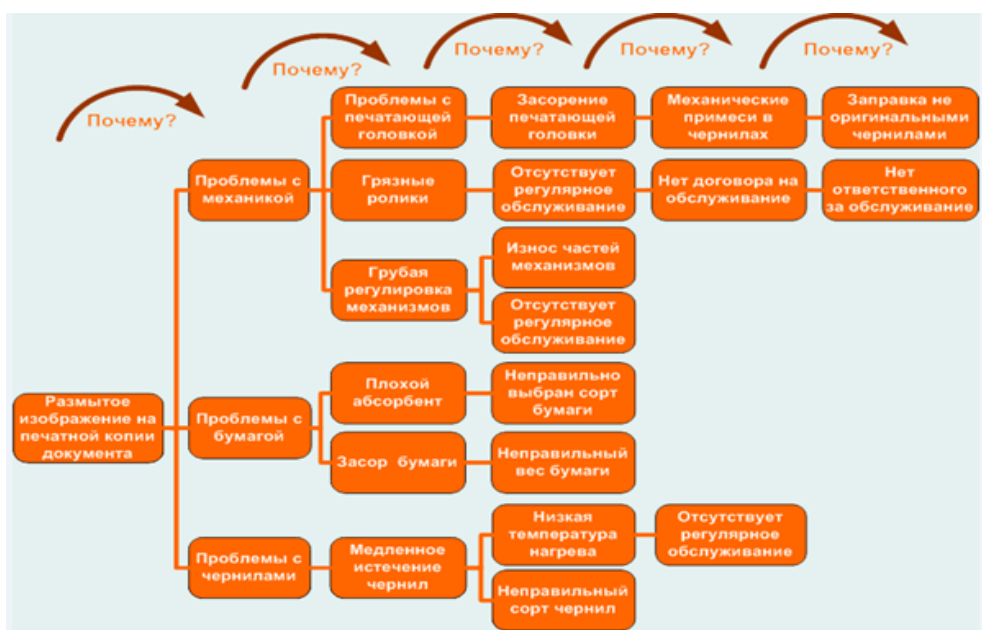 Почему?
Почему?
Почему?
Почему?
Почему?
Проблемы с
печатающей
головкой
Засорение
печатающей
головки
Механические
примеси в
чернилах
Заправка не
оригинальными
чернилами
Проблемы с
механикой
Грязные
ролики
Отсутствует
регулярное
обслуживание
Нет договора на
обслуживание
Нет
ответственного
за обслуживание
Грубая
регулировка
механизмов
Износ частей
механизмов
Отсутствует
регулярное
обслуживание
Размытое
изображение на
печатной копии
документа
Проблемы с
бумагой
Плохой
абсорбент
Неправильно
выбран сорт
бумаги
Засор бумаги
Неправильный
вес бумаги
Проблемы с
чернилами
Медленное
истечение
чернил
Низкая
температура
нагрева
Отсутствует
регулярное
обслуживание
Неправильный
сорт чернил